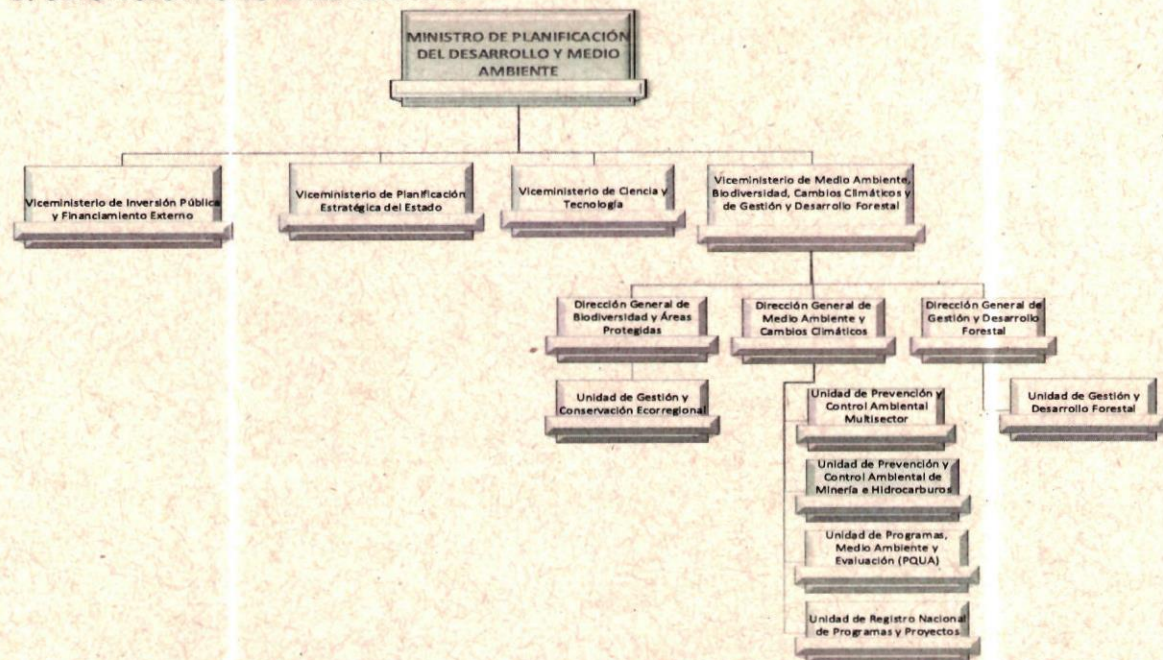 MINISTRO DE PLANIFICACIÓN
DEL DESARROLLO Y MEDIO
AMBIENTE
Viceministerio de Inversión Pública
y Financiamiento Externo
Viceministerio de Planificación
Estratégica del Estado
Viceministerio de Ciencia y
Tecnología
Viceministerio de Medio Ambiente,
Biodiversidad, Cambios Climáticos y
de Gestión y Desarrollo Forestal
Dirección General de
Biodiversidad y Áreas
Protegidas
Dirección General de
Medio Ambiente y
Cambios Climáticos
Dirección General de
Gestión y Desarrollo
Forestal
Unidad de Gestión y
Conservación Ecorregional
Unidad de Prevención y
Control Ambiental
Multisector
Unidad de Gestión y
Desarrollo Forestal
Unidad de Prevención y
Control Ambiental de
Minería e Hidrocarburos
Unidad de Programas,
Medio Ambiente y
Evaluación (PQUA)
Unidad de Registro Nacional
de Programas y Proyectos